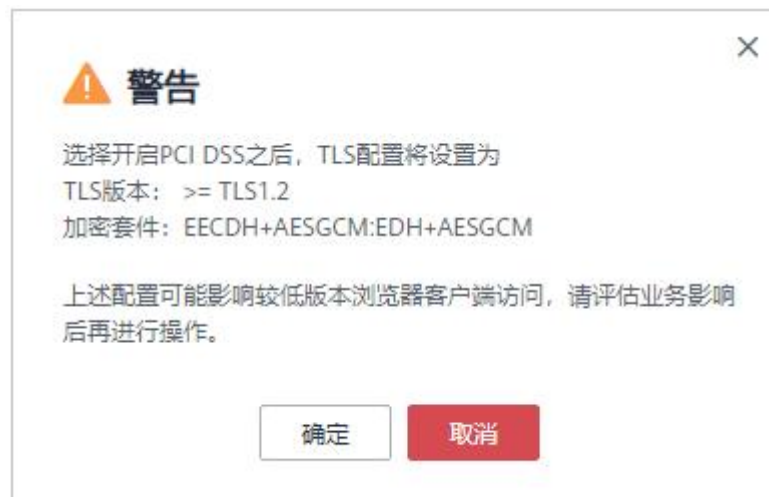 警告
选择开启PCI DSS之后，TLS配置将设置为
TLS版本： >= TLS1.2
加密套件：EECDH+AESGCM:EDH+AESGCM
上述配置可能影响较低版本浏览器客户端访问，请评估业务影响
后再进行操作。
确定
取消